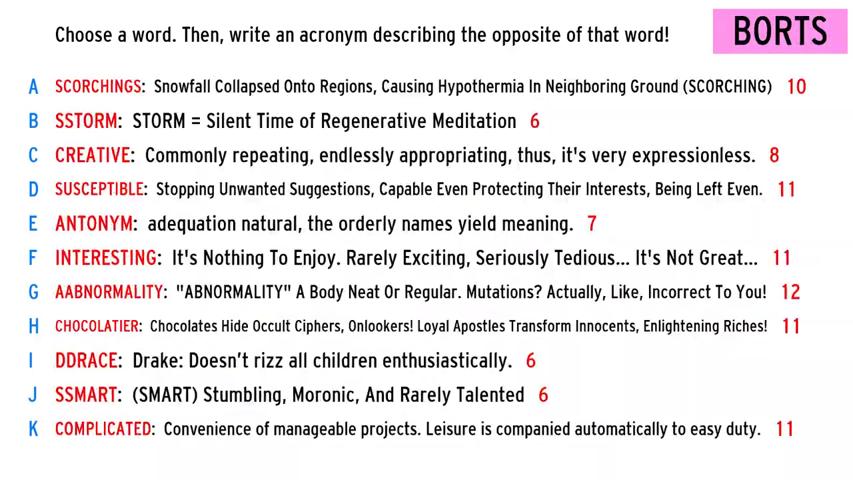 Choose a word. Then, write an acronym describing the opposite of that word!
BORTS
A SCORCHINGS: Snowfall Collapsed Onto Regions, Causing Hypothermia In Neighboring Ground (SCORCHING) 10
B SSTORM: STORM = Silent Time of Regenerative Meditation 6
C CREATIVE: Commonly repeating, endlessly appropriating, thus, it's very expressionless. 8
D SUSCEPTIBLE: Stopping Unwanted Suggestions, Capable Even Protecting Their Interests, Being Left Even. 11
E ANTONYM: adequation natural, the orderly names yield meaning. 7
F INTERESTING: It's Nothing To Enjoy. Rarely Exciting, Seriously Tedious... It's Not Great... 11
G AABNORMALITY: "ABNORMALITY" A Body Neat Or Regular. Mutations? Actually, Like, Incorrect To You! 12
H CHOCOLATIER: Chocolates Hide Occult Ciphers, Onlookers! Loyal Apostles Transform Innocents, Enlightening Riches! 11
I DDRACE: Drake: Doesn't rizz all children enthusiastically. 6
J SSMART: (SMART) Stumbling, Moronic, And Rarely Talented 6
K COMPLICATED: Convenience of manageable projects. Leisure is companied automatically to easy duty. 11